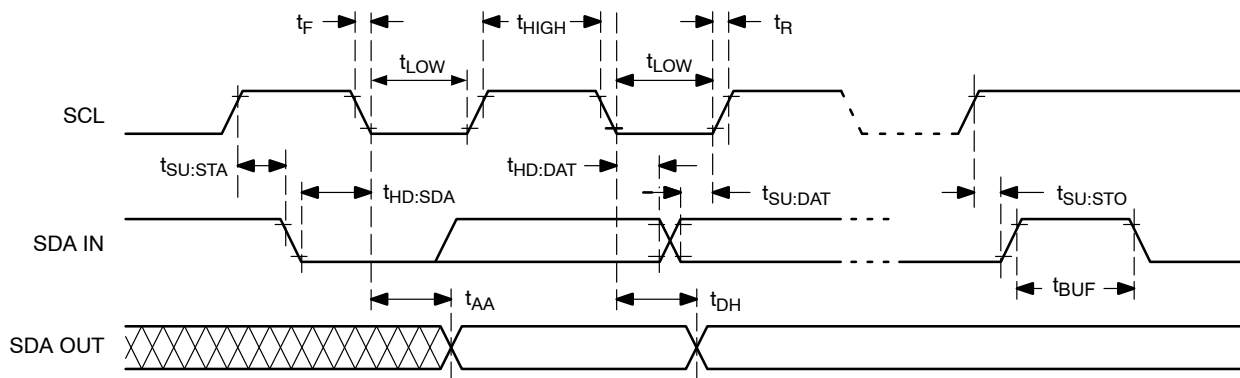 tF
tHIGH
tR
tLOW
tLOW
SCL
tSU:STA
tHD:SDA
tHD:DAT
tSU:DAT
tSU:STO
SDA IN
tBUF
tAA
tDH
SDA OUT